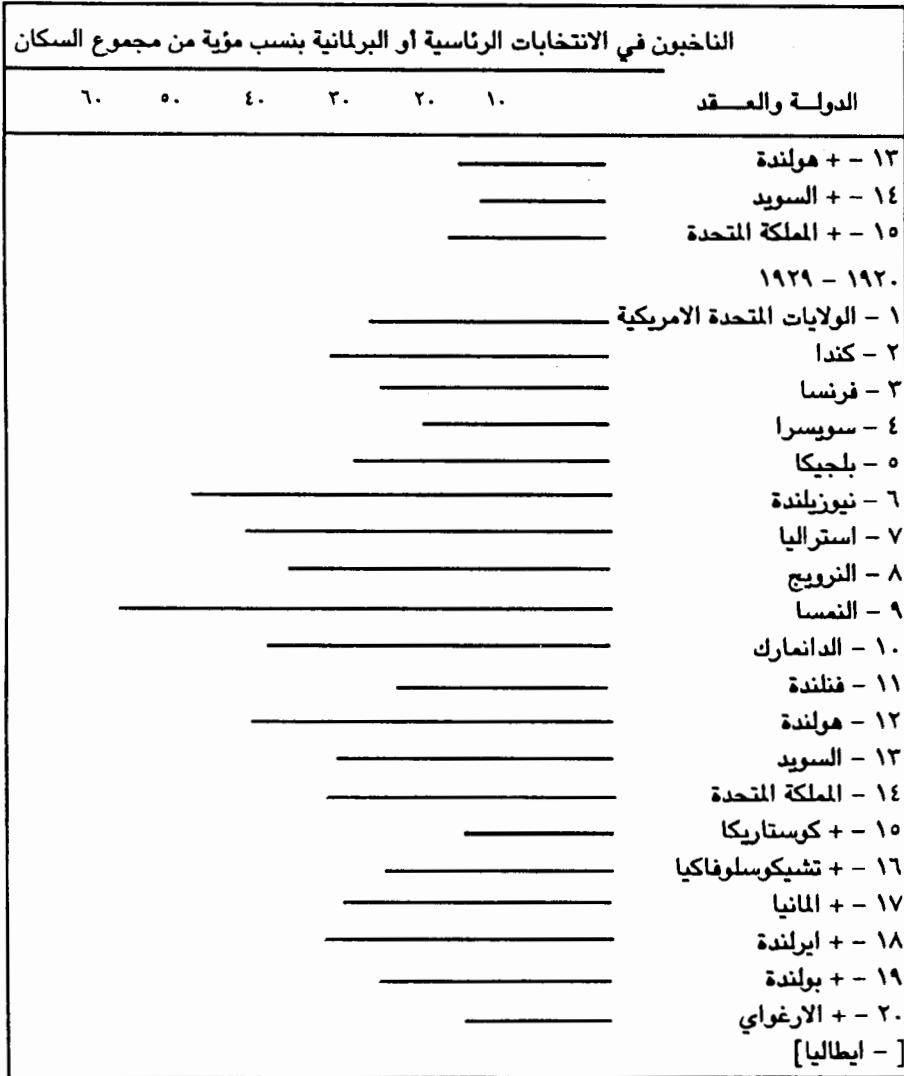 الناخبون في الانتخابات الرئاسية أو البرلمانية بنسب مؤية من مجموع السكان
الدولـــة والعـــــقد ١٠ ٢٠ ٣٠ ٤٠ ٥٠ ٦٠
١٣ – + هولندة
١٤ – + السويد
١٥ – + المملكة المتحدة
١٩٢٠ – ١٩٢٩
١ – الولايات المتحدة الامريكية
٢ – كندا
٣ – فرنسا
٤ – سويسرا
٥ – بلجيكا
٦ – نيوزيلندة
٧ – استراليا
٨ – النرويج
٩ – النمسا
١٠ – الدانمارك
١١ – فنلندة
١٢ – هولندة
١٣ – السويد
١٤ – المملكة المتحدة
١٥ – + كوستاريكا
١٦ – + تشيكوسلوفاكيا
١٧ – + المانيا
١٨ – + ايرلندة
١٩ – + بولندة
٢٠ – + الارغواي
[ – ايطاليا]